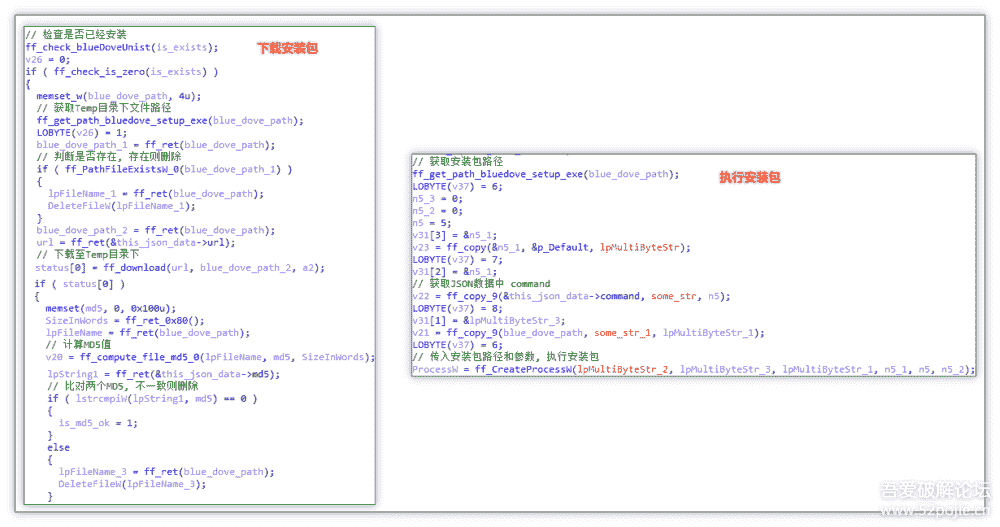 // 检查是否已经安装
ff_check_blueDoveUnist(is_exists);
下载安装包
v26 = 0;
if ( ff_check_is_zero(is_exists) )
{
memset_w(blue_dove_path, 4u);
// 获取Temp目录下文件路径
ff_get_path_bluedove_setup_exe(blue_dove_path);
LOBYTE(v26) = 1;
blue_dove_path_1 = ff_ret(blue_dove_path);
// 判断是否存在, 存在则删除
if ( ff_PathFileExistsW_0(blue_dove_path_1) )
{
lpFileName_1 = ff_ret(blue_dove_path);
DeleteFileW(lpFileName_1);
}
blue_dove_path_2 = ff_ret(blue_dove_path);
url = ff_ret(&this_json_data->url);
// 下载至Temp目录下
status[0] = ff_download(url, blue_dove_path_2, a2);
if ( status[0] )
{
memset(md5, 0, 0x100u);
SizeInWords = ff_ret_0x80();
lpFileName = ff_ret(blue_dove_path);
// 计算MD5值
v20 = ff_compute_file_md5_0(lpFileName, md5, SizeInWords);
lpString1 = ff_ret(&this_json_data->md5);
// 比对两个MD5, 不一致则删除
if ( lstrcmpiW(lpString1, md5) == 0 )
{
is_md5_ok = 1;
}
else
{
lpFileName_3 = ff_ret(blue_dove_path);
DeleteFileW(lpFileName_3);
}
// 获取安装包路径
ff_get_path_bluedove_setup_exe(blue_dove_path);
执行安装包
LOBYTE(v37) = 6;
n5_3 = 0;
n5_2 = 0;
n5 = 5;
v31[3] = &n5_1;
v23 = ff_copy(&n5_1, &p_Default, lpMultiByteStr);
LOBYTE(v37) = 7;
v31[2] = &n5_1;
// 获取JSON数据中 command
v22 = ff_copy_9(&this_json_data->command, some_str, n5);
LOBYTE(v37) = 8;
v31[1] = &lpMultiByteStr_3;
v21 = ff_copy_9(blue_dove_path, some_str_1, lpMultiByteStr_1);
LOBYTE(v37) = 6;
// 传入安装包路径和参数, 执行安装包
ProcessW = ff_CreateProcessW(lpMultiByteStr_2, lpMultiByteStr_3, lpMultiByteStr_1, n5_1, n5, n5_2);
吾爱破解论坛
www.52pojie.cn